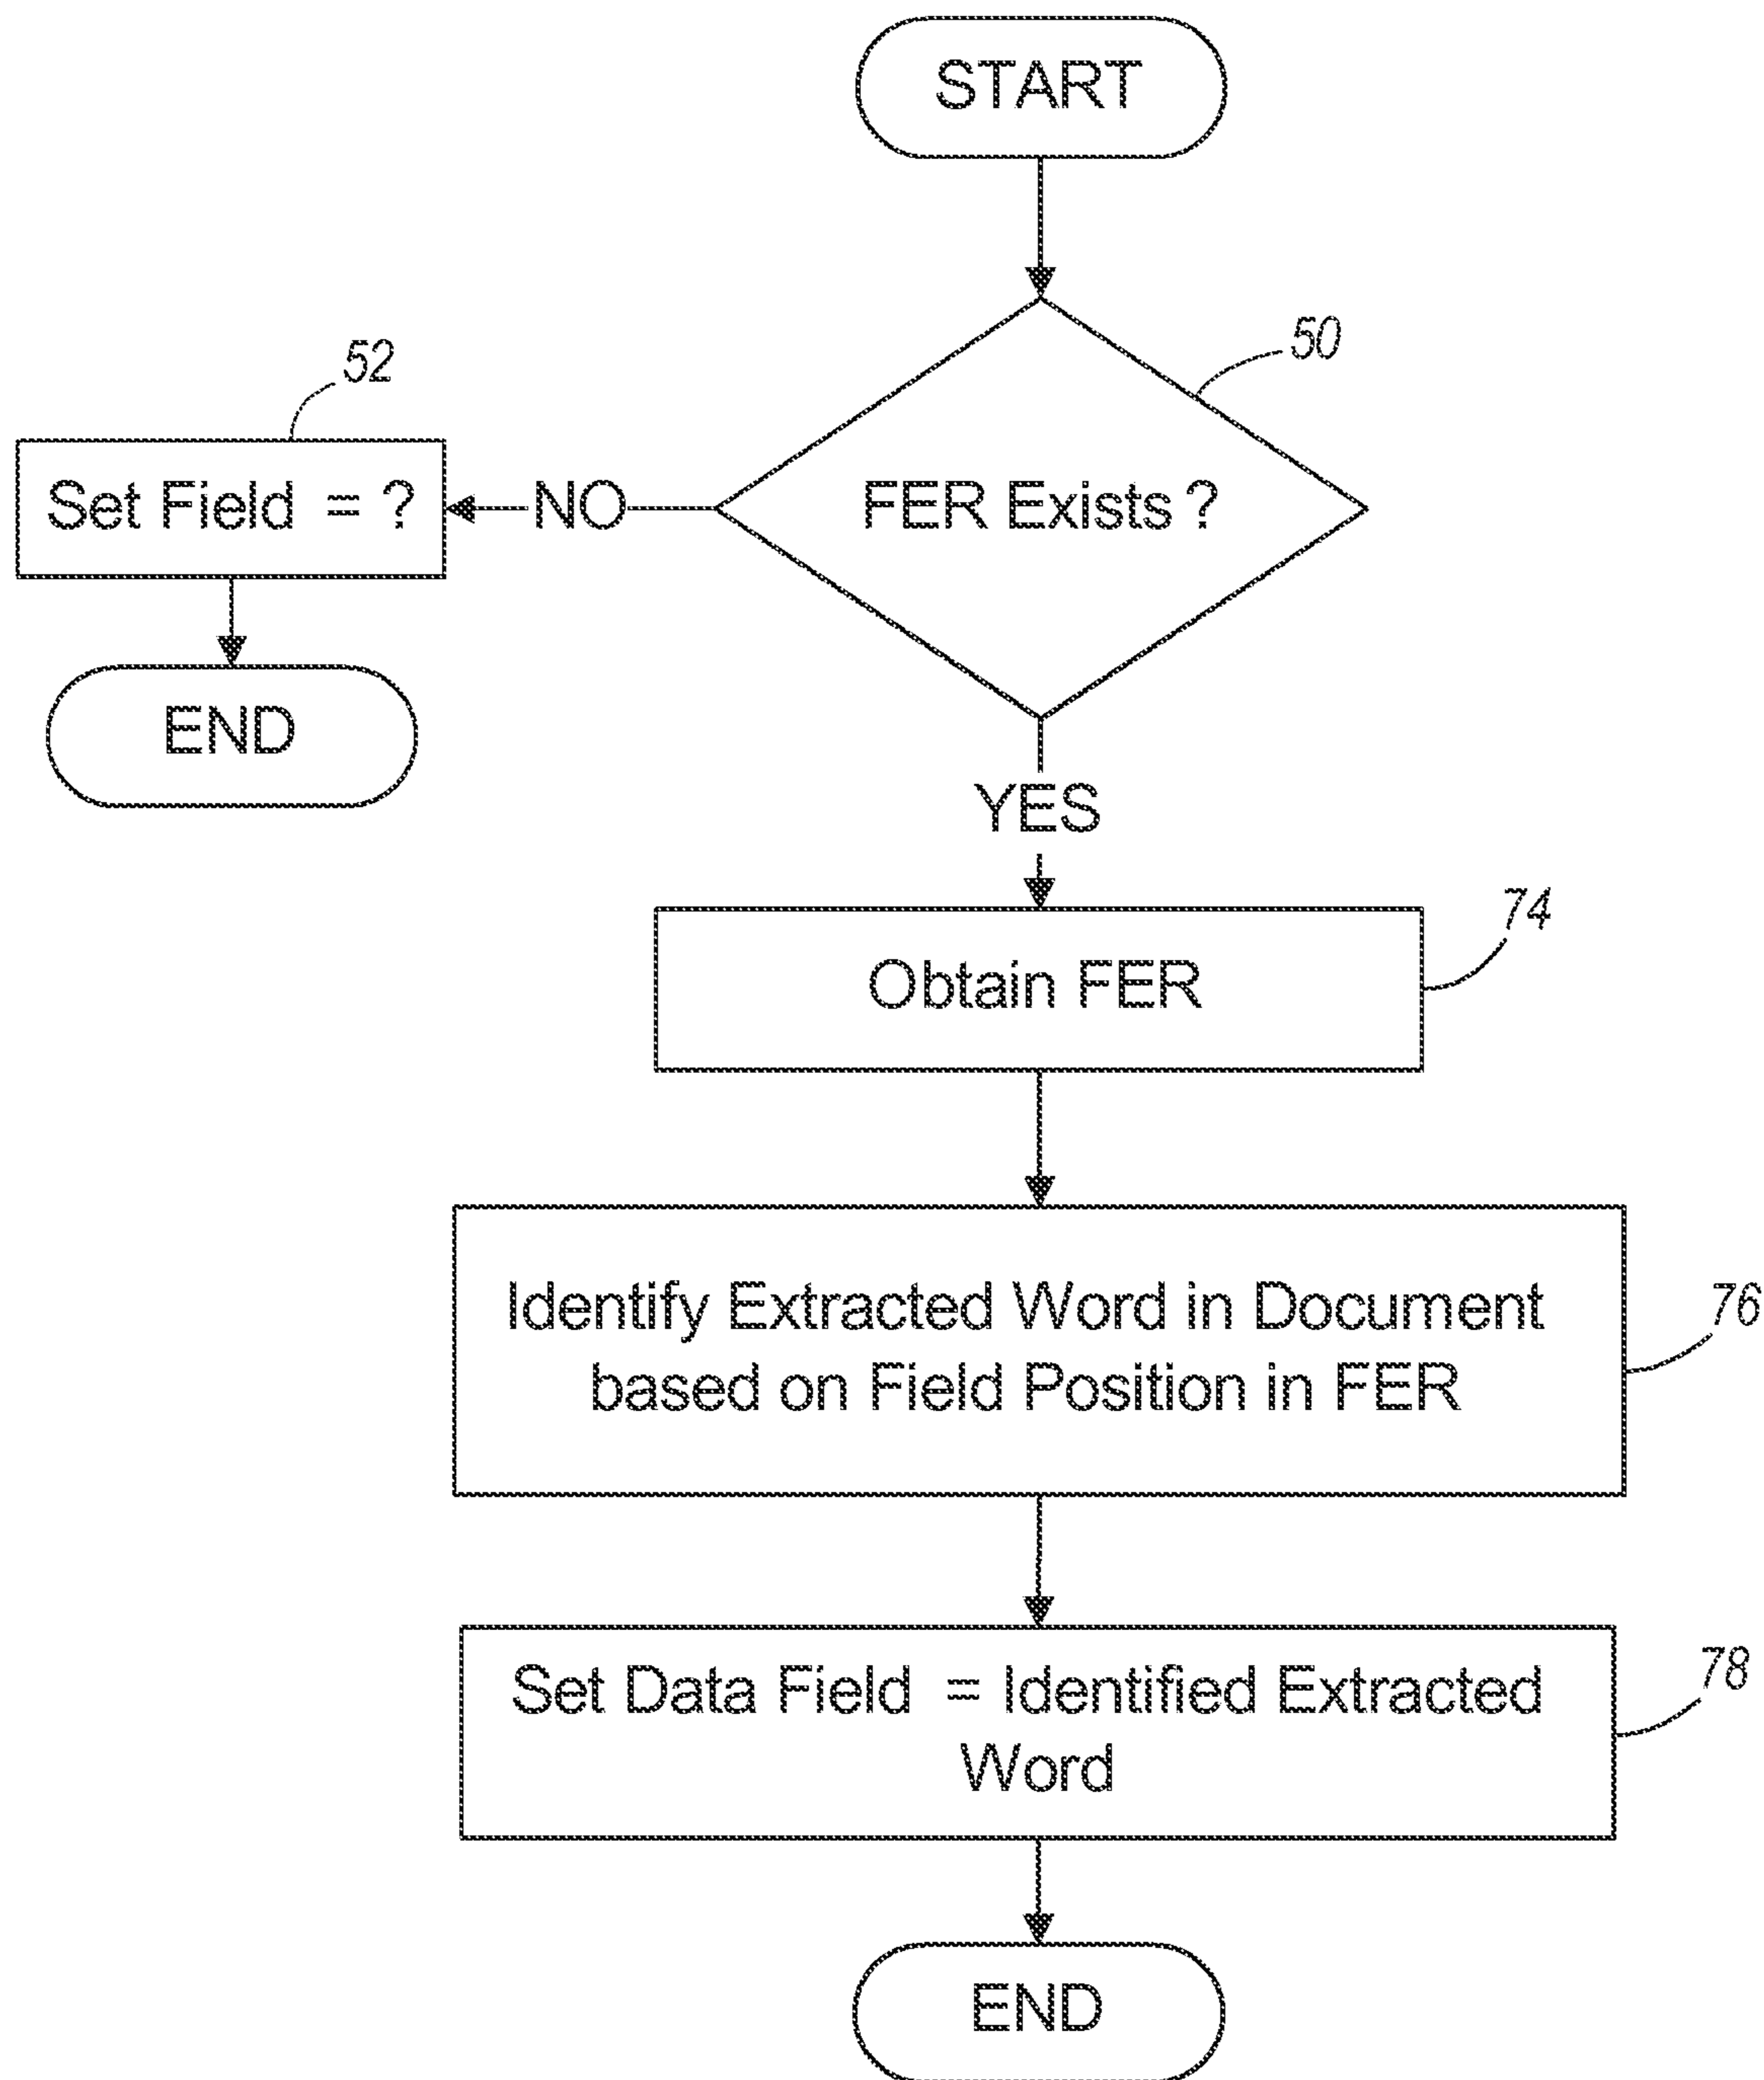 START
50
FER Exists ?
NO
52
Set Field = ?
END
YES
74
Obtain FER
76
Identify Extracted Word in Document
based on Field Position in FER
78
Set Data Field = Identified Extracted
Word
END